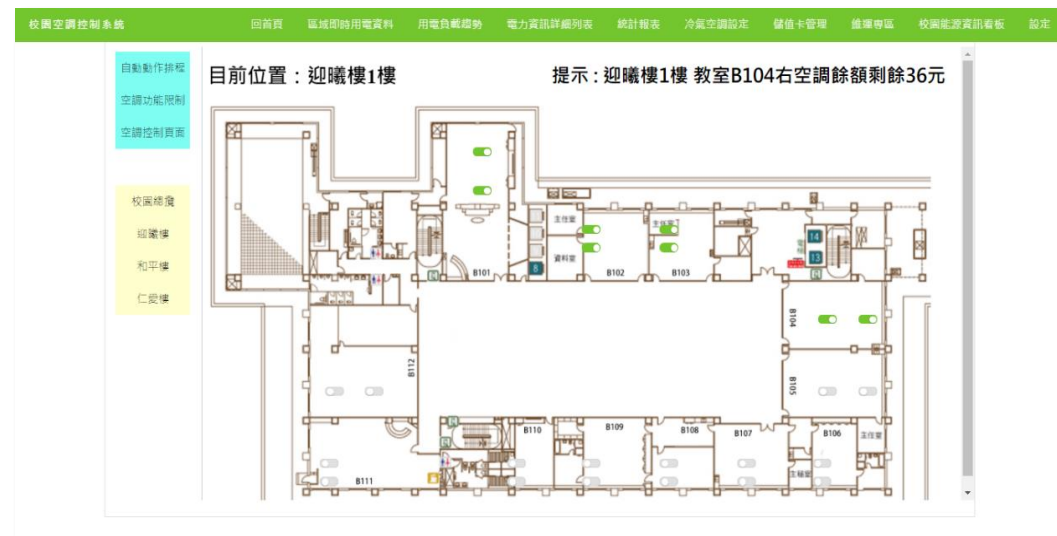 校園空調控制系統
回首頁 區域即時用電資料 用電負載趨勢 電力資訊詳細列表 統計報表 冷氣空調設定 儲值卡管理 維運專區 校園能源資訊看板 設定
自動動作排程
空調功能限制
空調控制頁面
校園總覽
迎曦樓
和平樓
仁愛樓
目前位置：迎曦樓1樓
提示 : 迎曦樓1樓 教室B104右空調餘額剩餘36元
主任室
資料室
主任室
B101
8
B102
B103
14
13
B104
B105
B112
B110
B109
B108
B107
B106
主任室
主秘室
B111